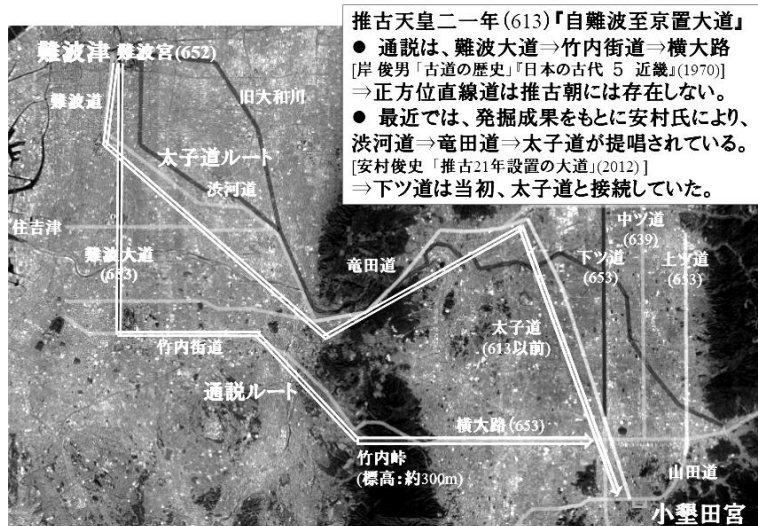 推古天皇二一年(613)『自難波至京置大道』
● 通説は、難波大道⇒竹内街道⇒横大路
[岸 俊男「古道の歴史」『日本の古代 5 近畿』(1970)]
⇒正方位直線道は推古朝には存在しない。
● 最近では、発掘成果をもとに安村氏により、
渋河道⇒竜田道⇒太子道が提唱されている。
[安村俊史 「推古21年設置の大道」(2012) ]
⇒下ツ道は当初、太子道と接続していた。
難波津 難波宮(652)
難波道
旧大和川
太子道ルート
渋河道
住吉津
難波大道
(653)
竜田道
中ツ道
(639)
下ツ道
(653)
上ツ道
(653)
太子道
(613以前)
竹内街道
通説ルート
横大路(653)
竹内峠
(標高:約300m)
山田道
小墾田宮